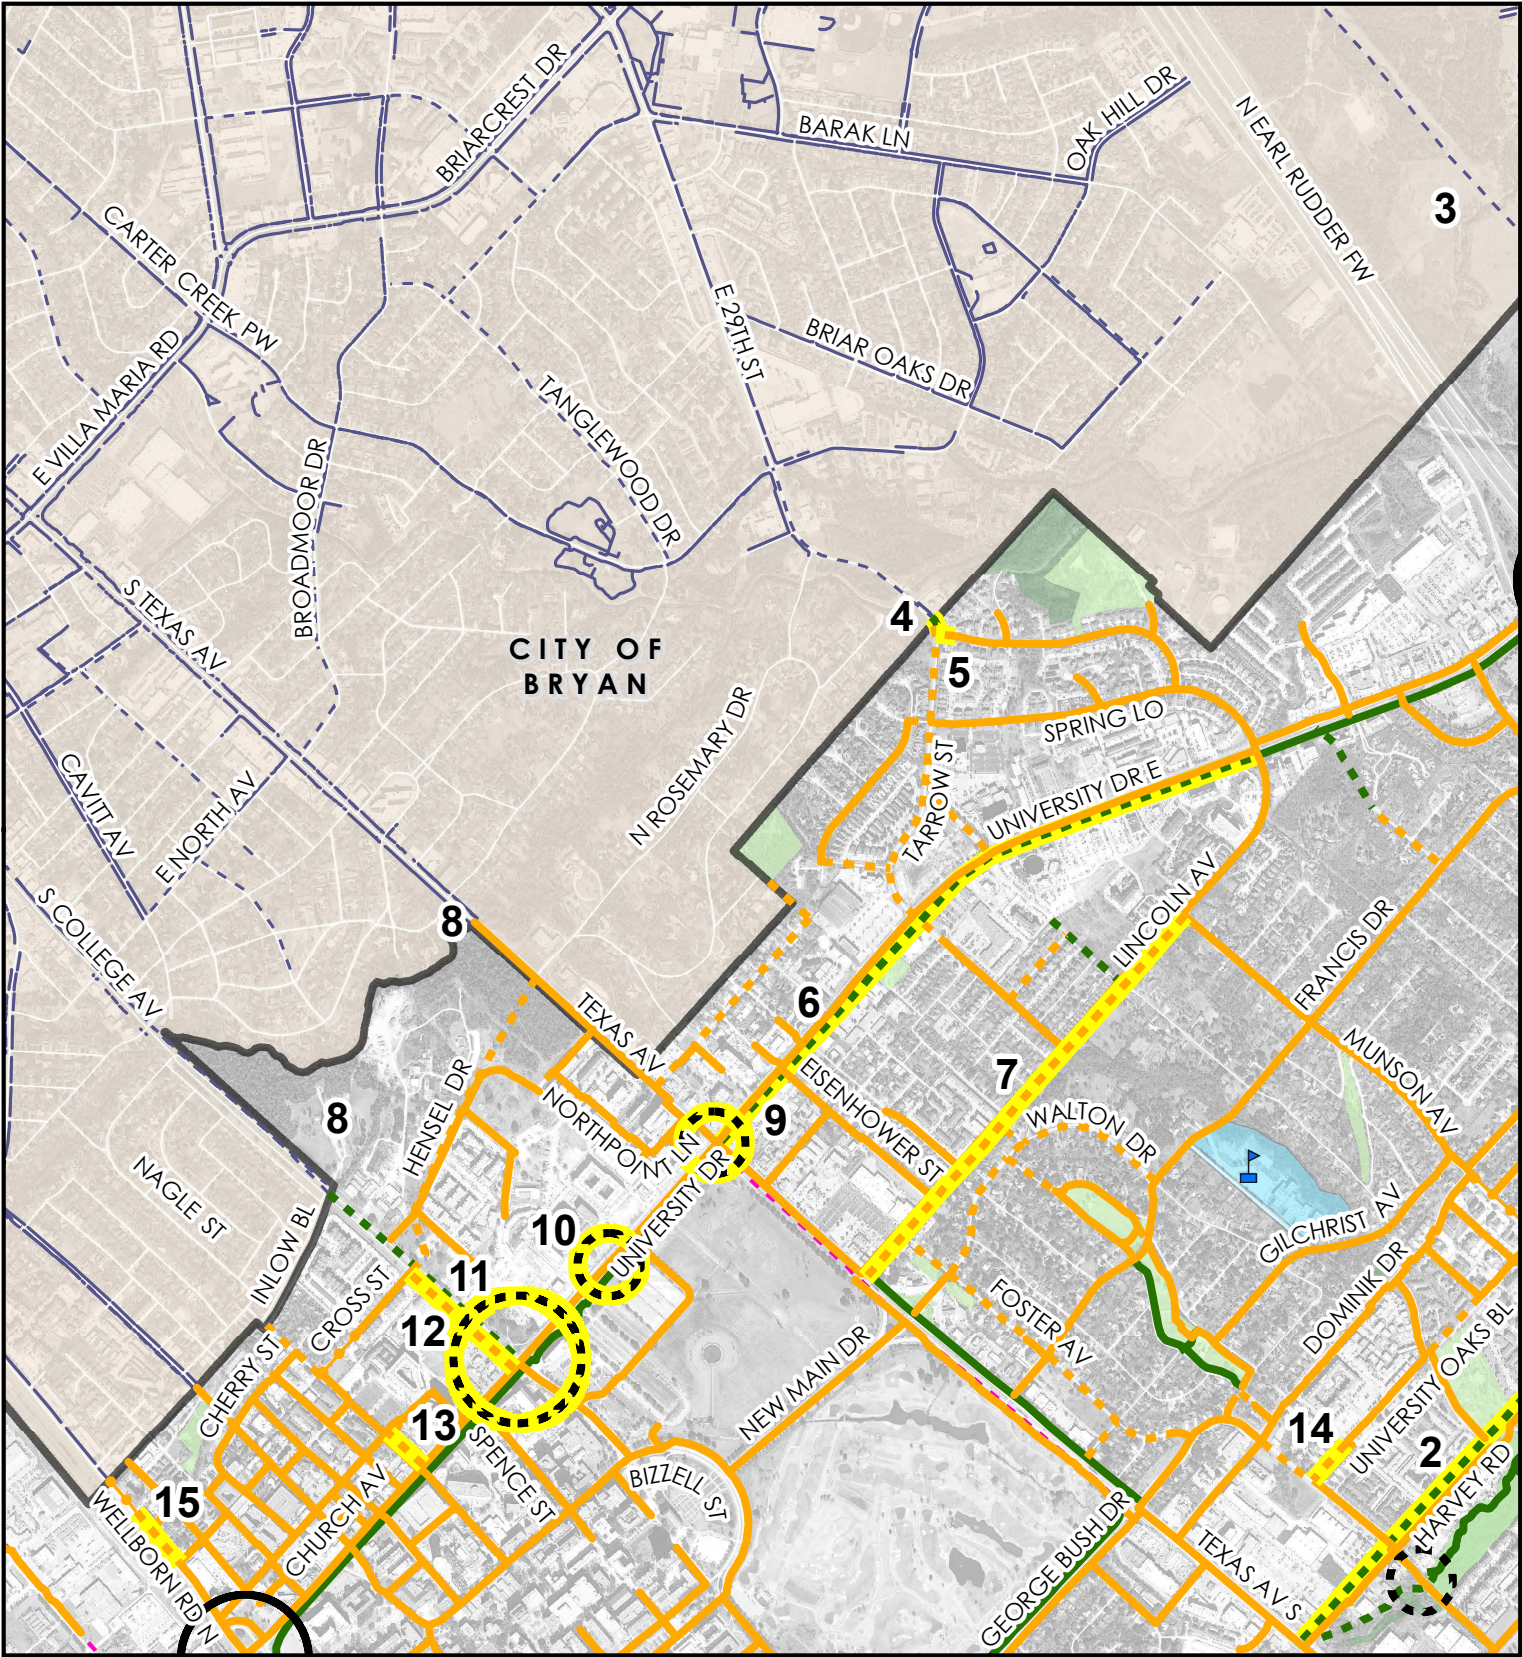 BRIARCREST DR
BARAK LN
OAK HILL DR
N EARL RUDDER FW
3
CARTER CREEK PW
E 29TH ST
BRIAR OAKS DR
E VILLA MARIA RD
TANGLEWOOD DR
BROADMOOR DR
S TEXAS AV
CITY OF
BRYAN
4
5
SPRING LO
N ROSEMARY DR
TARROW ST
UNIVERSITY DR E
CAVITT AV
E NORTH AV
S COLLEGE AV
8
LINCOLN AV
FRANCIS DR
6
TEXAS AV
7
MUNSON AV
EISENHOWER ST
HENSEL DR
8
NORTHPOINT LN
9
WALTON DR
NAGLE ST
UNIVERSITY DR
10
GILCHRIST AV
INLOW BL
11
CROSS ST
12
FOSTER AV
DOMINIK DR
UNIVERSITY OAKS BL
CHERRY ST
NEW MAIN DR
13
SPENCE ST
14
2
BIZZELL ST
HARVEY RD
15
CHURCH AV
WELLBORN RD N
GEORGE BUSH DR
TEXAS AV S